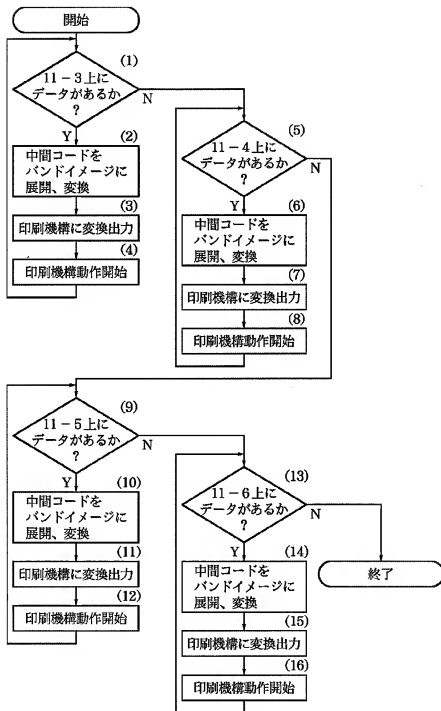 開始
(1)
11－3上に
データがあるか
?
N
Y
(2)
中間コードを
バンドイメージに
展開、変換
(3)
印刷機構に変換出力
(4)
印刷機構動作開始
(5)
11－4上に
データがあるか
?
N
Y
(6)
中間コードを
バンドイメージに
展開、変換
(7)
印刷機構に変換出力
(8)
印刷機構動作開始
(9)
11－5上に
データがあるか
?
N
Y
(10)
中間コードを
バンドイメージに
展開、変換
(11)
印刷機構に変換出力
(12)
印刷機構動作開始
(13)
11－6上に
データがあるか
?
N
Y
(14)
中間コードを
バンドイメージに
展開、変換
(15)
印刷機構に変換出力
(16)
印刷機構動作開始
終了